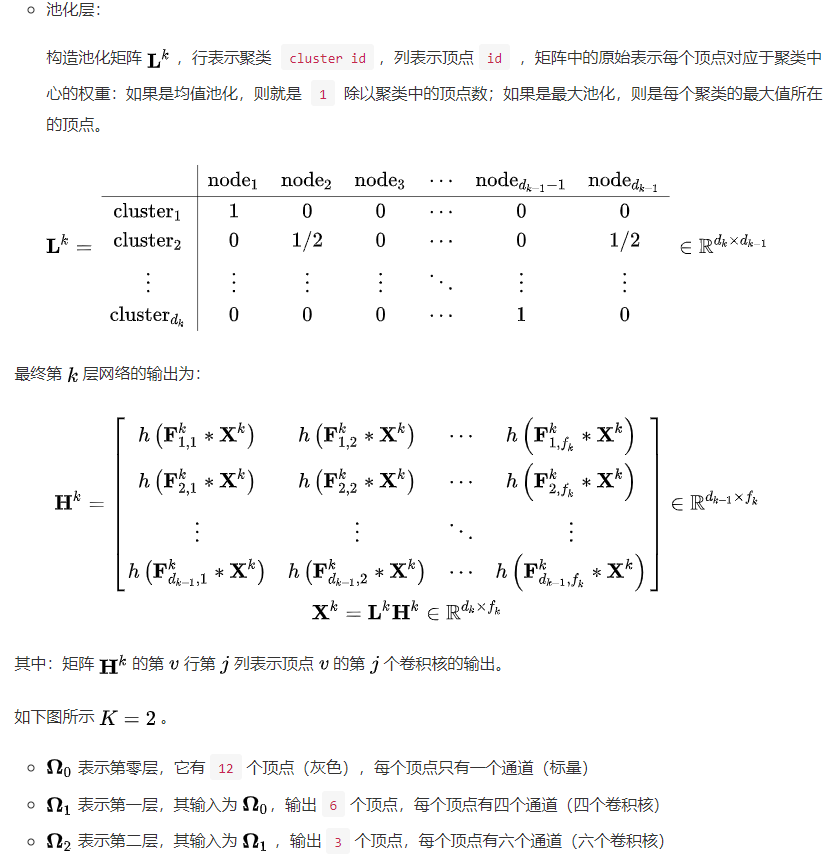 池化层：
构造池化矩阵 $\mathbf{L}^k$ ，行表示聚类 cluster id ，列表示顶点 id ，矩阵中的原始表示每个顶点对应于聚类中
心的权重：如果是均值池化，则就是 1 除以聚类中的顶点数；如果是最大池化，则是每个聚类的最大值所在
的顶点。
$\mathbf{L}^k = \begin{array}{c|cccccc} & \text{node}_1 & \text{node}_2 & \text{node}_3 & \cdots & \text{node}_{d_{k-1}-1} & \text{node}_{d_{k-1}} \\ \hline \text{cluster}_1 & 1 & 0 & 0 & \cdots & 0 & 0 \\ \text{cluster}_2 & 0 & 1/2 & 0 & \cdots & 0 & 1/2 \\ \vdots & \vdots & \vdots & \vdots & \ddots & \vdots & \vdots \\ \text{cluster}_{d_k} & 0 & 0 & 0 & \cdots & 1 & 0 \end{array} \in \mathbb{R}^{d_k \times d_{k-1}}$
最终第 $k$ 层网络的输出为：
$\mathbf{H}^k = \begin{bmatrix} h\left(\mathbf{F}^k_{1,1} * \mathbf{X}^k\right) & h\left(\mathbf{F}^k_{1,2} * \mathbf{X}^k\right) & \cdots & h\left(\mathbf{F}^k_{1,f_k} * \mathbf{X}^k\right) \\ h\left(\mathbf{F}^k_{2,1} * \mathbf{X}^k\right) & h\left(\mathbf{F}^k_{2,2} * \mathbf{X}^k\right) & \cdots & h\left(\mathbf{F}^k_{2,f_k} * \mathbf{X}^k\right) \\ \vdots & \vdots & \ddots & \vdots \\ h\left(\mathbf{F}^k_{d_{k-1},1} * \mathbf{X}^k\right) & h\left(\mathbf{F}^k_{d_{k-1},2} * \mathbf{X}^k\right) & \cdots & h\left(\mathbf{F}^k_{d_{k-1},f_k} * \mathbf{X}^k\right) \end{bmatrix} \in \mathbb{R}^{d_{k-1} \times f_k}$
$\mathbf{X}^k = \mathbf{L}^k \mathbf{H}^k \in \mathbb{R}^{d_k \times f_k}$
其中：矩阵 $\mathbf{H}^k$ 的第 $v$ 行第 $j$ 列表示顶点 $v$ 的第 $j$ 个卷积核的输出。
如下图所示 $K = 2$ 。
$\mathbf{\Omega}_0$ 表示第零层，它有 12 个顶点（灰色），每个顶点只有一个通道（标量）
$\mathbf{\Omega}_1$ 表示第一层，其输入为 $\mathbf{\Omega}_0$，输出 6 个顶点，每个顶点有四个通道（四个卷积核）
$\mathbf{\Omega}_2$ 表示第二层，其输入为 $\mathbf{\Omega}_1$ ，输出 3 个顶点，每个顶点有六个通道（六个卷积核）